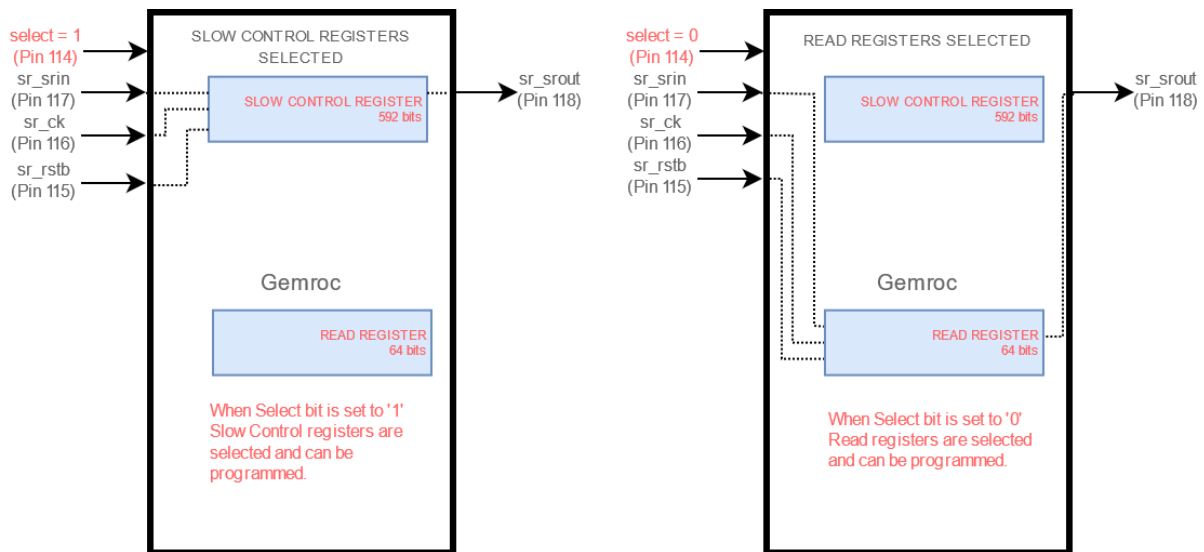 select = 1
(Pin 114)
sr_srin
(Pin 117)
sr_ck
(Pin 116)
sr_rstb
(Pin 115)
SLOW CONTROL REGISTERS
SELECTED
SLOW CONTROL REGISTER
592 bits
sr_srout
(Pin 118)
Gemroc
READ REGISTER
64 bits
When Select bit is set to '1'
Slow Control registers are
selected and can be
programmed.
select = 0
(Pin 114)
sr_srin
(Pin 117)
sr_ck
(Pin 116)
sr_rstb
(Pin 115)
READ REGISTERS SELECTED
SLOW CONTROL REGISTER
592 bits
sr_srout
(Pin 118)
Gemroc
READ REGISTER
64 bits
When Select bit is set to '0'
Read registers are selected
and can be programmed.